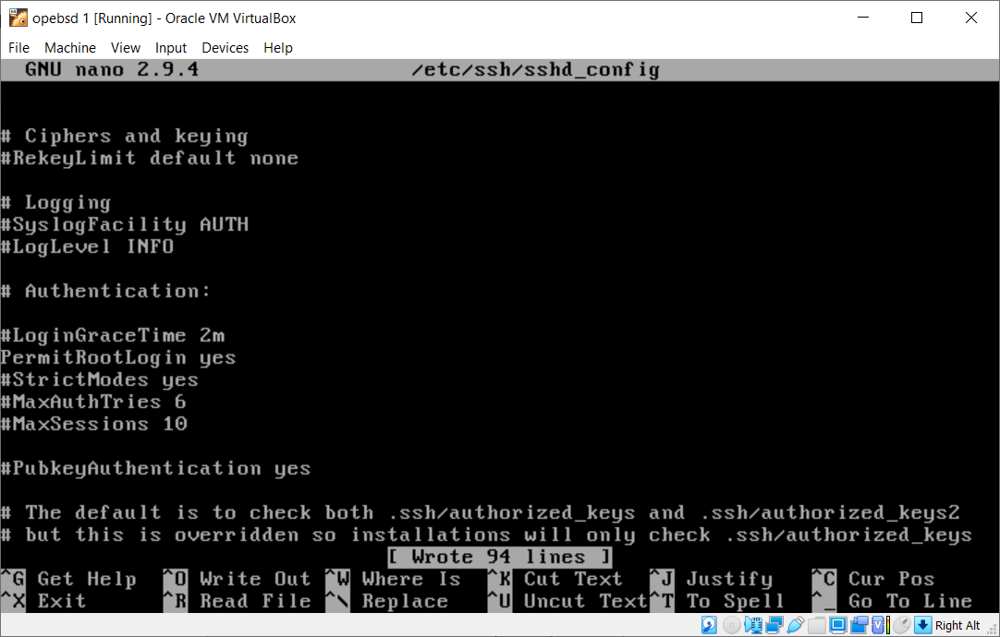 opebsd 1 [Running] - Oracle VM VirtualBox
File Machine View Input Devices Help
GNU nano 2.9.4 /etc/ssh/sshd_config
# Ciphers and keying
#RekeyLimit default none
# Logging
#SyslogFacility AUTH
#LogLevel INFO
# Authentication:
#LoginGraceTime 2m
PermitRootLogin yes
#StrictModes yes
#MaxAuthTries 6
#MaxSessions 10
#PubkeyAuthentication yes
# The default is to check both .ssh/authorized_keys and .ssh/authorized_keys2
# but this is overridden so installations will only check .ssh/authorized_keys
[ Wrote 94 lines ]
^G Get Help ^O Write Out ^W Where Is ^K Cut Text ^J Justify ^C Cur Pos
^X Exit ^R Read File ^\ Replace ^U Uncut Text ^T To Spell ^_ Go To Line
Right Alt